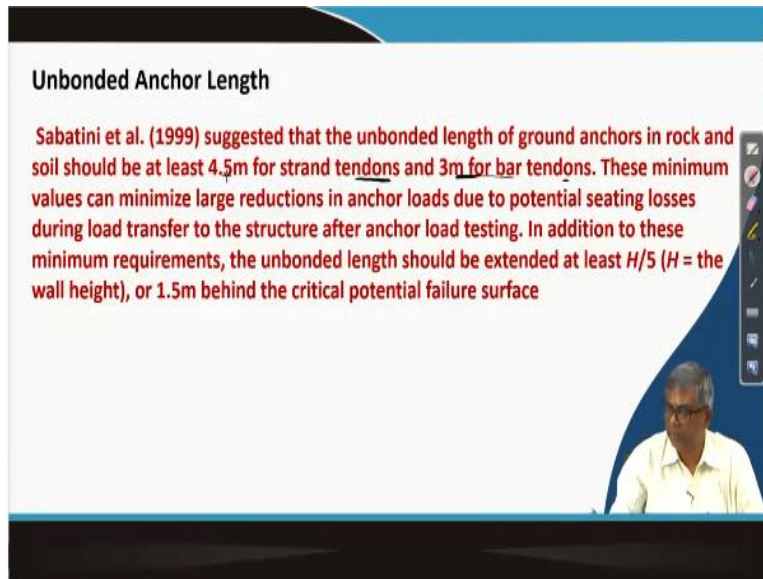 Unbonded Anchor Length
Sabatini et al. (1999) suggested that the unbonded length of ground anchors in rock and
soil should be at least 4.5m for strand tendons and 3m for bar tendons. These minimum
values can minimize large reductions in anchor loads due to potential seating losses
during load transfer to the structure after anchor load testing. In addition to these
minimum requirements, the unbonded length should be extended at least H/5 (H = the
wall height), or 1.5m behind the critical potential failure surface